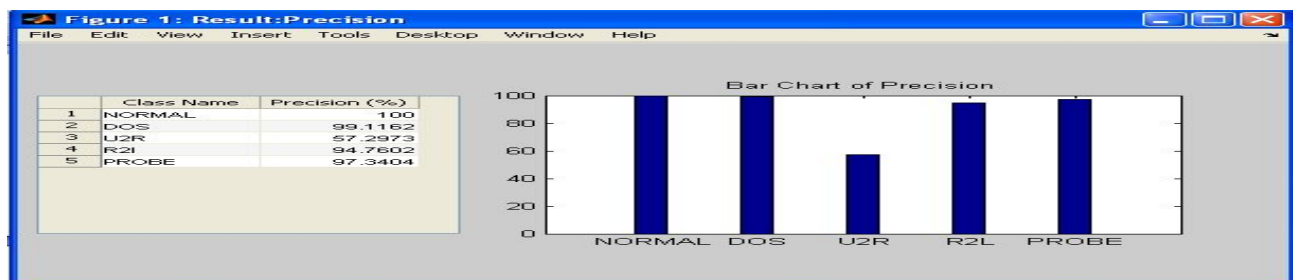 Figure 1: Result:Precision
File Edit View Insert Tools Desktop Window Help
Class Name Precision (%)
1 NORMAL 100
2 DOS 99.1162
3 U2R 57.2973
4 R2I 94.7602
5 PROBE 97.3404
Bar Chart of Precision
100
80
60
40
20
0
NORMAL DOS U2R R2L PROBE